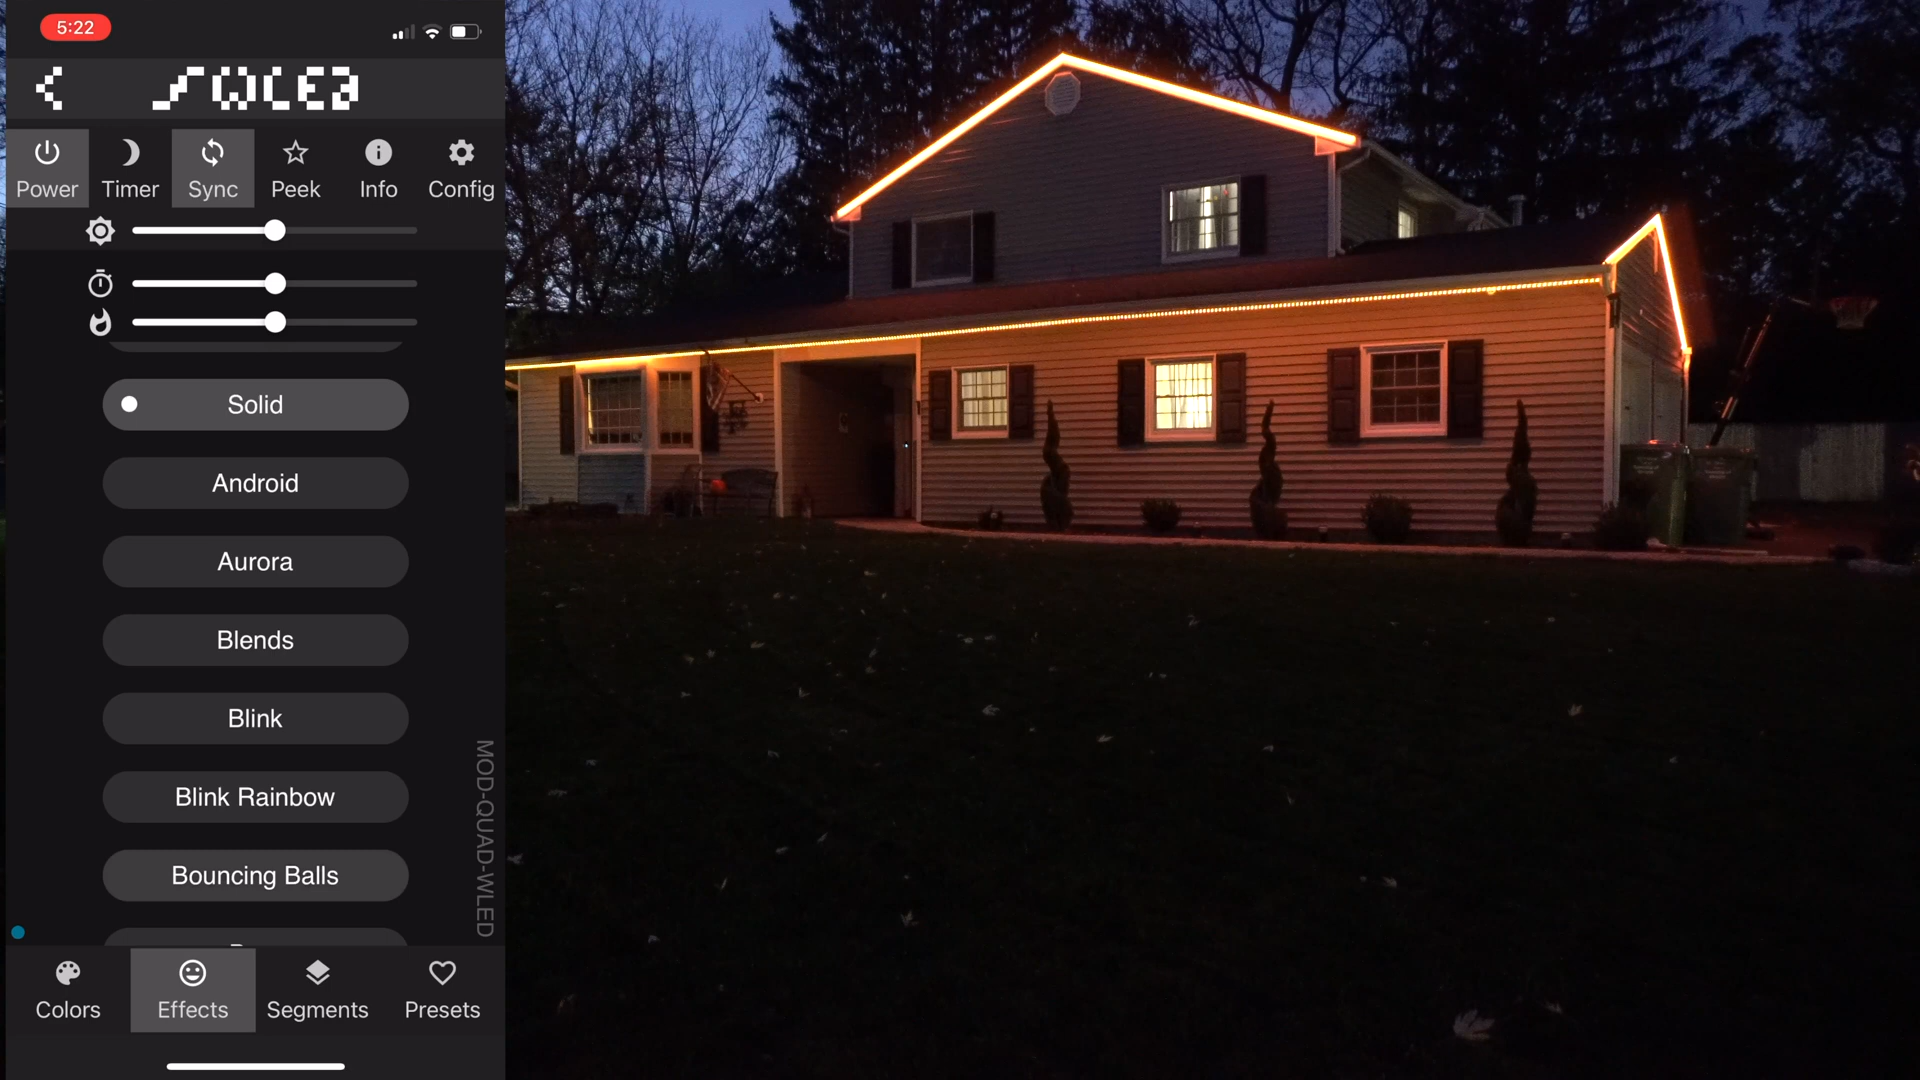 5:22
WLED
Power
Timer
Sync
Peek
Info
Config
Solid
Android
Aurora
Blends
Blink
Blink Rainbow
Bouncing Balls
MOD-QUAD-WLED
Colors
Effects
Segments
Presets